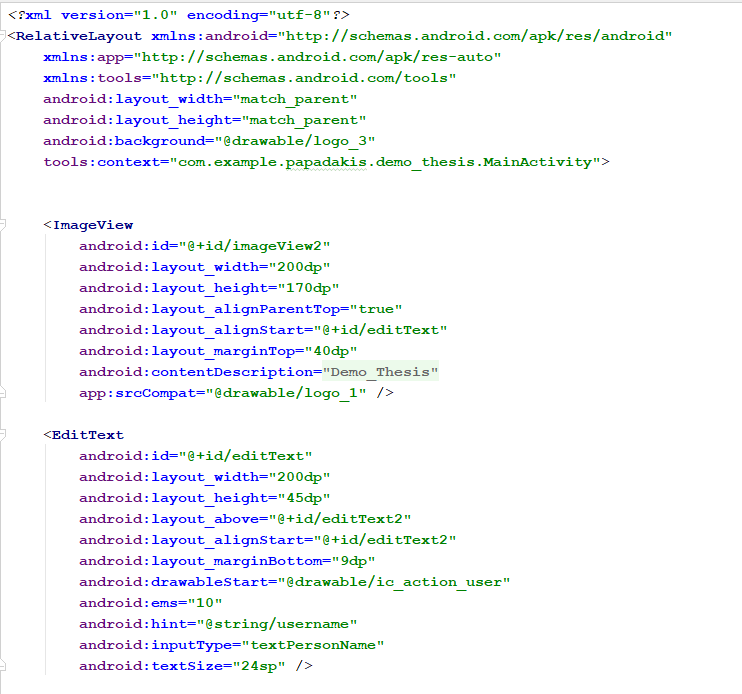 <?xml version="1.0" encoding="utf-8"?>
<RelativeLayout xmlns:android="http://schemas.android.com/apk/res/android"
    xmlns:app="http://schemas.android.com/apk/res-auto"
    xmlns:tools="http://schemas.android.com/tools"
    android:layout_width="match_parent"
    android:layout_height="match_parent"
    android:background="@drawable/logo_3"
    tools:context="com.example.papadakis.demo_thesis.MainActivity">
    <ImageView
        android:id="@+id/imageView2"
        android:layout_width="200dp"
        android:layout_height="170dp"
        android:layout_alignParentTop="true"
        android:layout_alignStart="@+id/editText"
        android:layout_marginTop="40dp"
        android:contentDescription="Demo_Thesis"
        app:srcCompat="@drawable/logo_1" />
    <EditText
        android:id="@+id/editText"
        android:layout_width="200dp"
        android:layout_height="45dp"
        android:layout_above="@+id/editText2"
        android:layout_alignStart="@+id/editText2"
        android:layout_marginBottom="9dp"
        android:drawableStart="@drawable/ic_action_user"
        android:ems="10"
        android:hint="@string/username"
        android:inputType="textPersonName"
        android:textSize="24sp" />